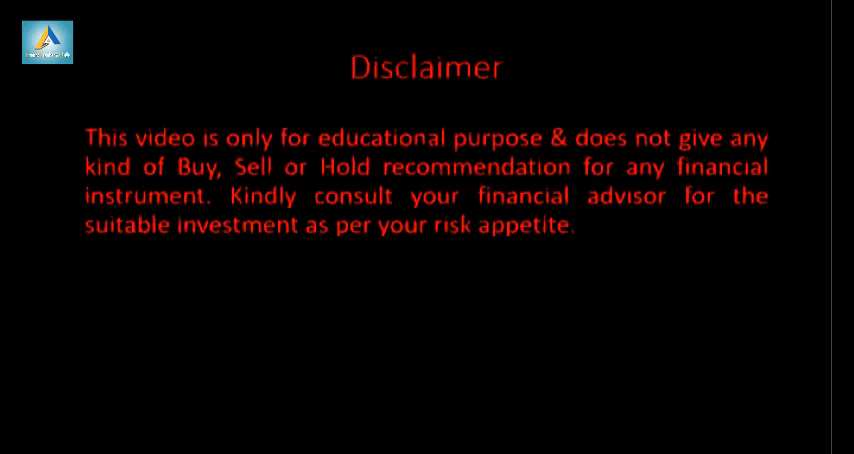 Disclaimer
This video is only for educational purpose & does not give any
kind of Buy, Sell or Hold recommendation for any financial
instrument. Kindly consult your financial advisor for the
suitable investment as per your risk appetite.